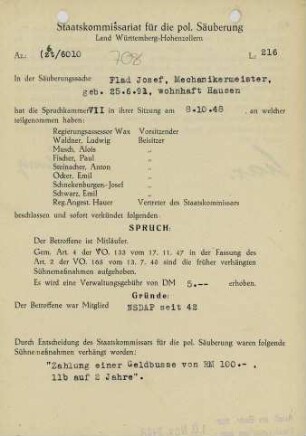 Staatskommissariat für die pol. Säuberung
Land Württemberg-Hohenzollern
Az.: /6010
L: 216
In der Säuberungssache Flad Josef, Mechanikermeister,
geb. 25.6.91, wohnhaft Hausen
hat die Spruchkammer VII in ihrer Sitzung am 8.10.48 , an welcher
teilgenommen haben:
Regierungsassessor Wax Vorsitzender
Waldner, Ludwig Beisitzer
Musch, Alois „
Fischer, Paul „
Steinacher, Anton „
Öcker, Emil „
Schnekenburger-Josef „
Schwarz, Emil „
Reg.Angest. Hauer Vertreter des Staatskommissars
beschlossen und sofort verkündet folgenden
SPRUCH:
Der Betroffene ist Mitläufer.
Gem. Art. 4 der VO. 133 vom 17. 11. 47 in der Fassung des
Art. 2 der VO. 165 vom 13. 7. 48 sind die früher verhängten
Sühnemaßnahmen aufgehoben.
Es wird eine Verwaltungsgebühr von DM 5.-- erhoben.
Gründe:
Der Betroffene war Mitglied NSDAP seit 42
Durch Entscheidung des Staatskommissars für die pol. Säuberung waren folgende
Sühnemaßnahmen verhängt worden:
"Zahlung einer Geldbusse von RM 100.- ,
11b auf 2 Jahre".